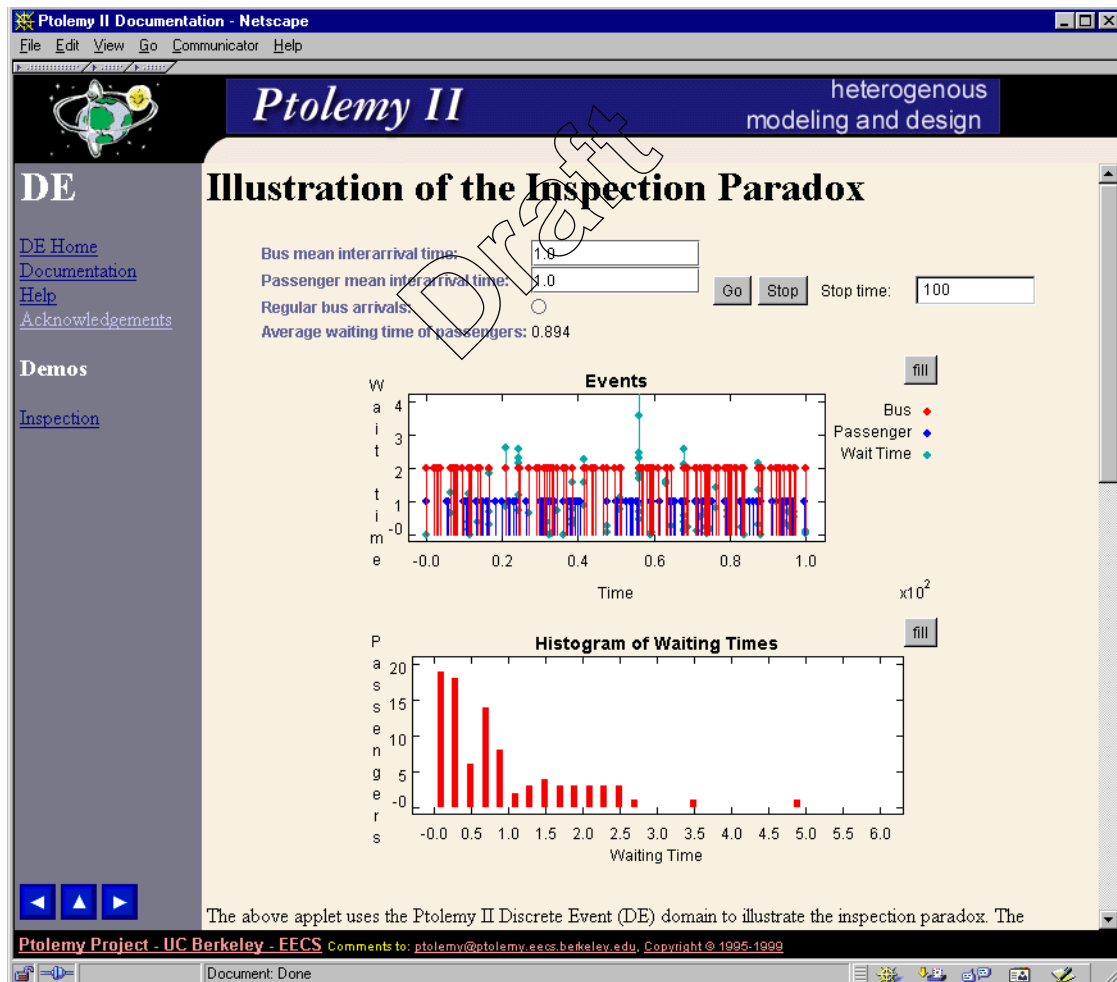 Ptolemy II Documentation - Netscape
File Edit View Go Communicator Help
Ptolemy II
heterogenous
modeling and design
DE
DE Home
Documentation
Help
Acknowledgements
Demos
Inspection
Illustration of the Inspection Paradox
Draft
Bus mean interarrival time: 1.0
Passenger mean interarrival time: 1.0
Regular bus arrivals:
Average waiting time of passengers: 0.894
Go Stop Stop time: 100
fill
Events
Wait time
4
3
2
1
-0
Bus
Passenger
Wait Time
-0.0 0.2 0.4 0.6 0.8 1.0
Time
x10^2
fill
Histogram of Waiting Times
Passengers
20
15
10
5
-0
-0.0 0.5 1.0 1.5 2.0 2.5 3.0 3.5 4.0 4.5 5.0 5.5 6.0
Waiting Time
The above applet uses the Ptolemy II Discrete Event (DE) domain to illustrate the inspection paradox. The
Ptolemy Project - UC Berkeley - EECS Comments to: ptolemy@ptolemy.eecs.berkeley.edu, Copyright © 1995-1999
Document: Done